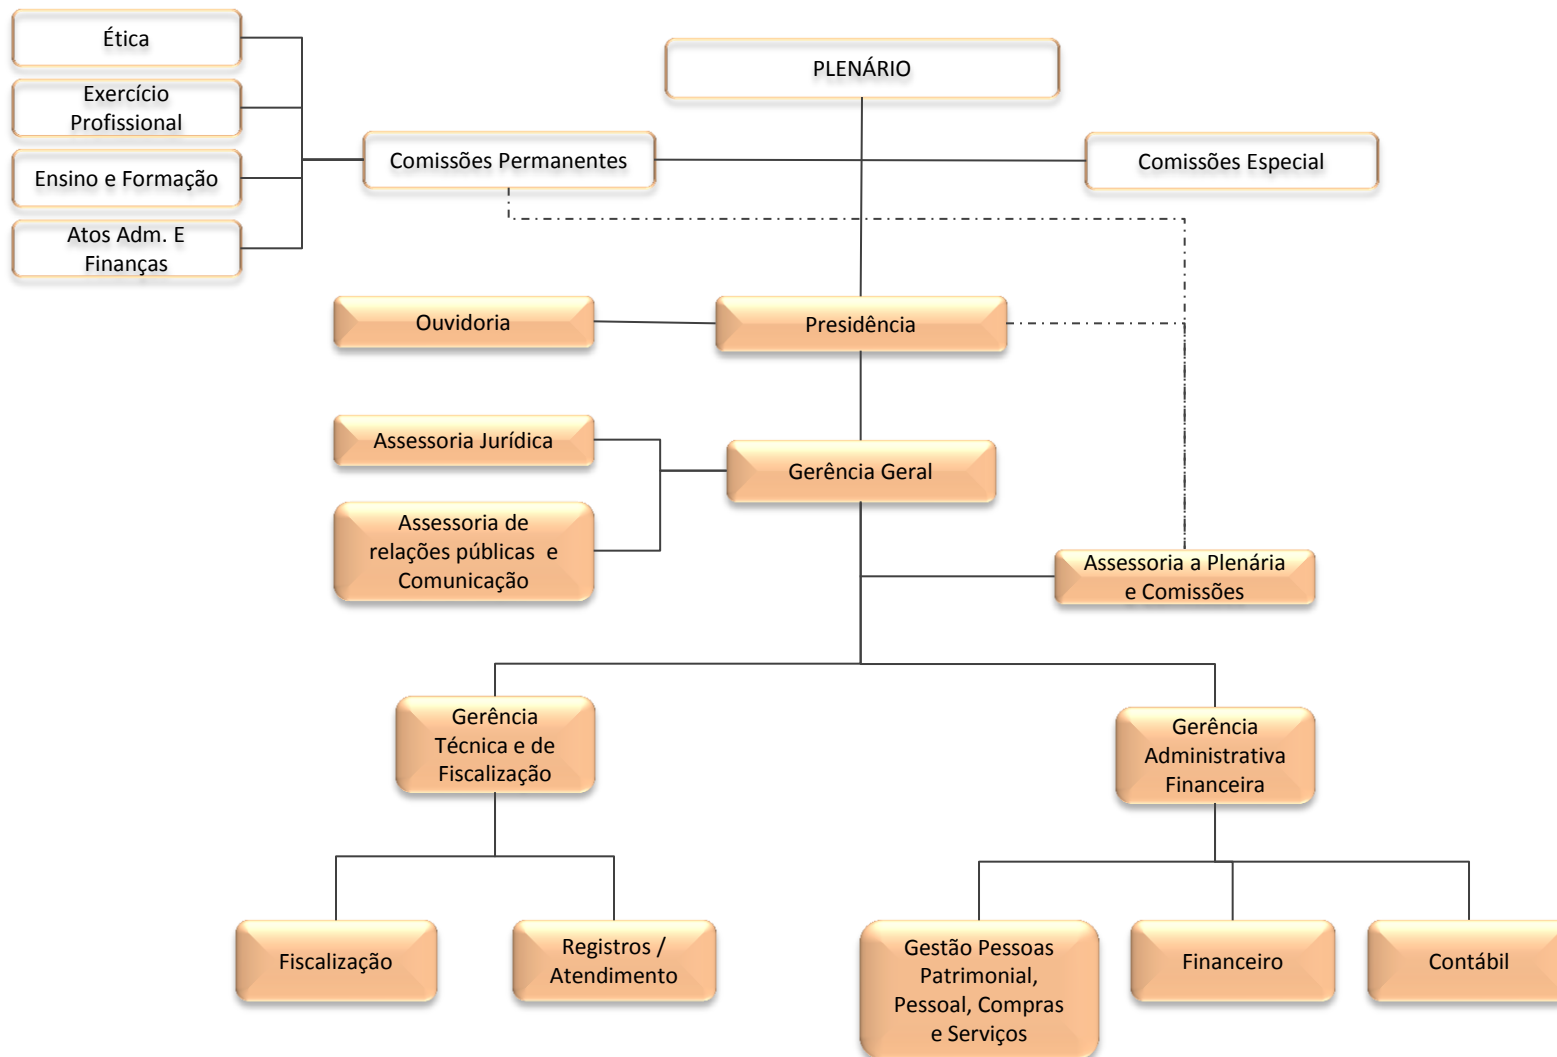 Ética
PLENÁRIO
Exercício
Profissional
Comissões Permanentes
Comissões Especial
Ensino e Formação
Atos Adm. E
Finanças
Ouvidoria
Presidência
Assessoria Jurídica
Gerência Geral
Assessoria de
relações públicas  e
Comunicação
Assessoria a Plenária
e Comissões
Gerência
Técnica e de
Fiscalização
Gerência
Administrativa
Financeira
Fiscalização
Registros /
Atendimento
Gestão Pessoas
Patrimonial,
Pessoal, Compras
e Serviços
Financeiro
Contábil